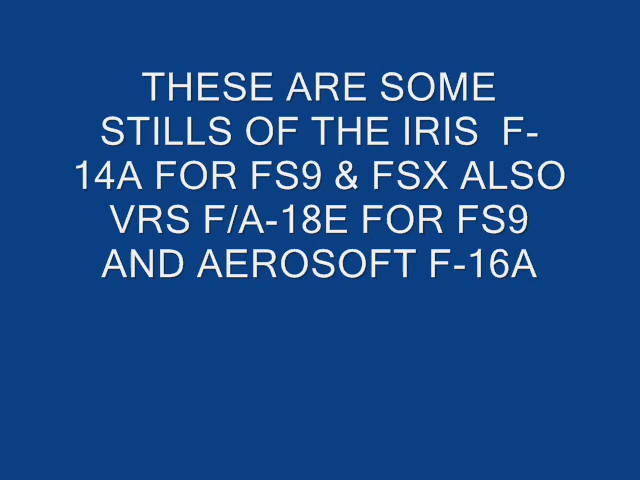 THESE ARE SOME
STILLS OF THE IRIS  F-
14A FOR FS9 & FSX ALSO
VRS F/A-18E FOR FS9
AND AEROSOFT F-16A